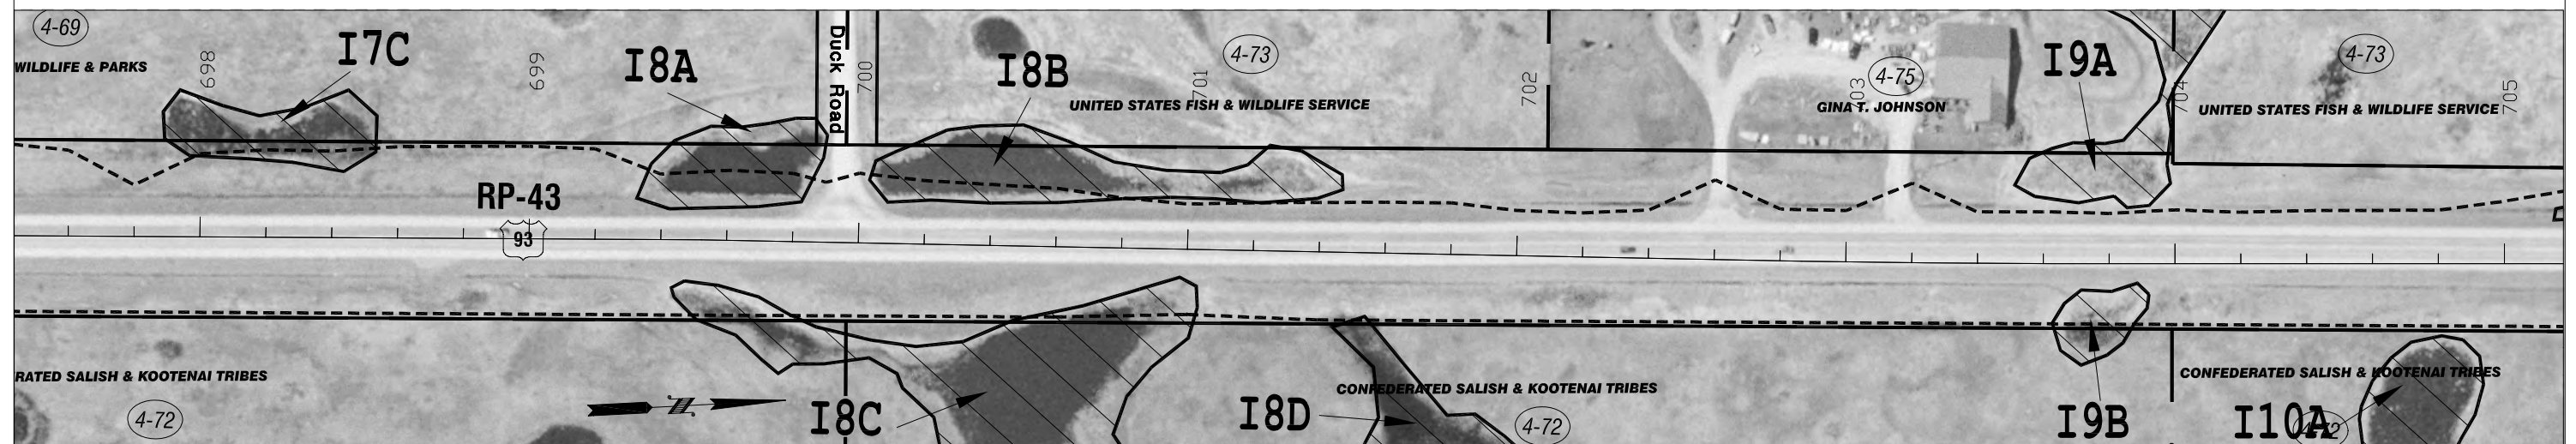 4-69
WILDLIFE & PARKS
698
I7C
699
I8A
Duck Road
700
I8B
4-73
701
UNITED STATES FISH & WILDLIFE SERVICE
702
03
4-75
GINA T. JOHNSON
I9A
704
4-73
UNITED STATES FISH & WILDLIFE SERVICE
705
RP-43
93
RATED SALISH & KOOTENAI TRIBES
4-72
I8C
I8D
CONFEDERATED SALISH & KOOTENAI TRIBES
4-72
I9B
CONFEDERATED SALISH & KOOTENAI TRIBES
I10A